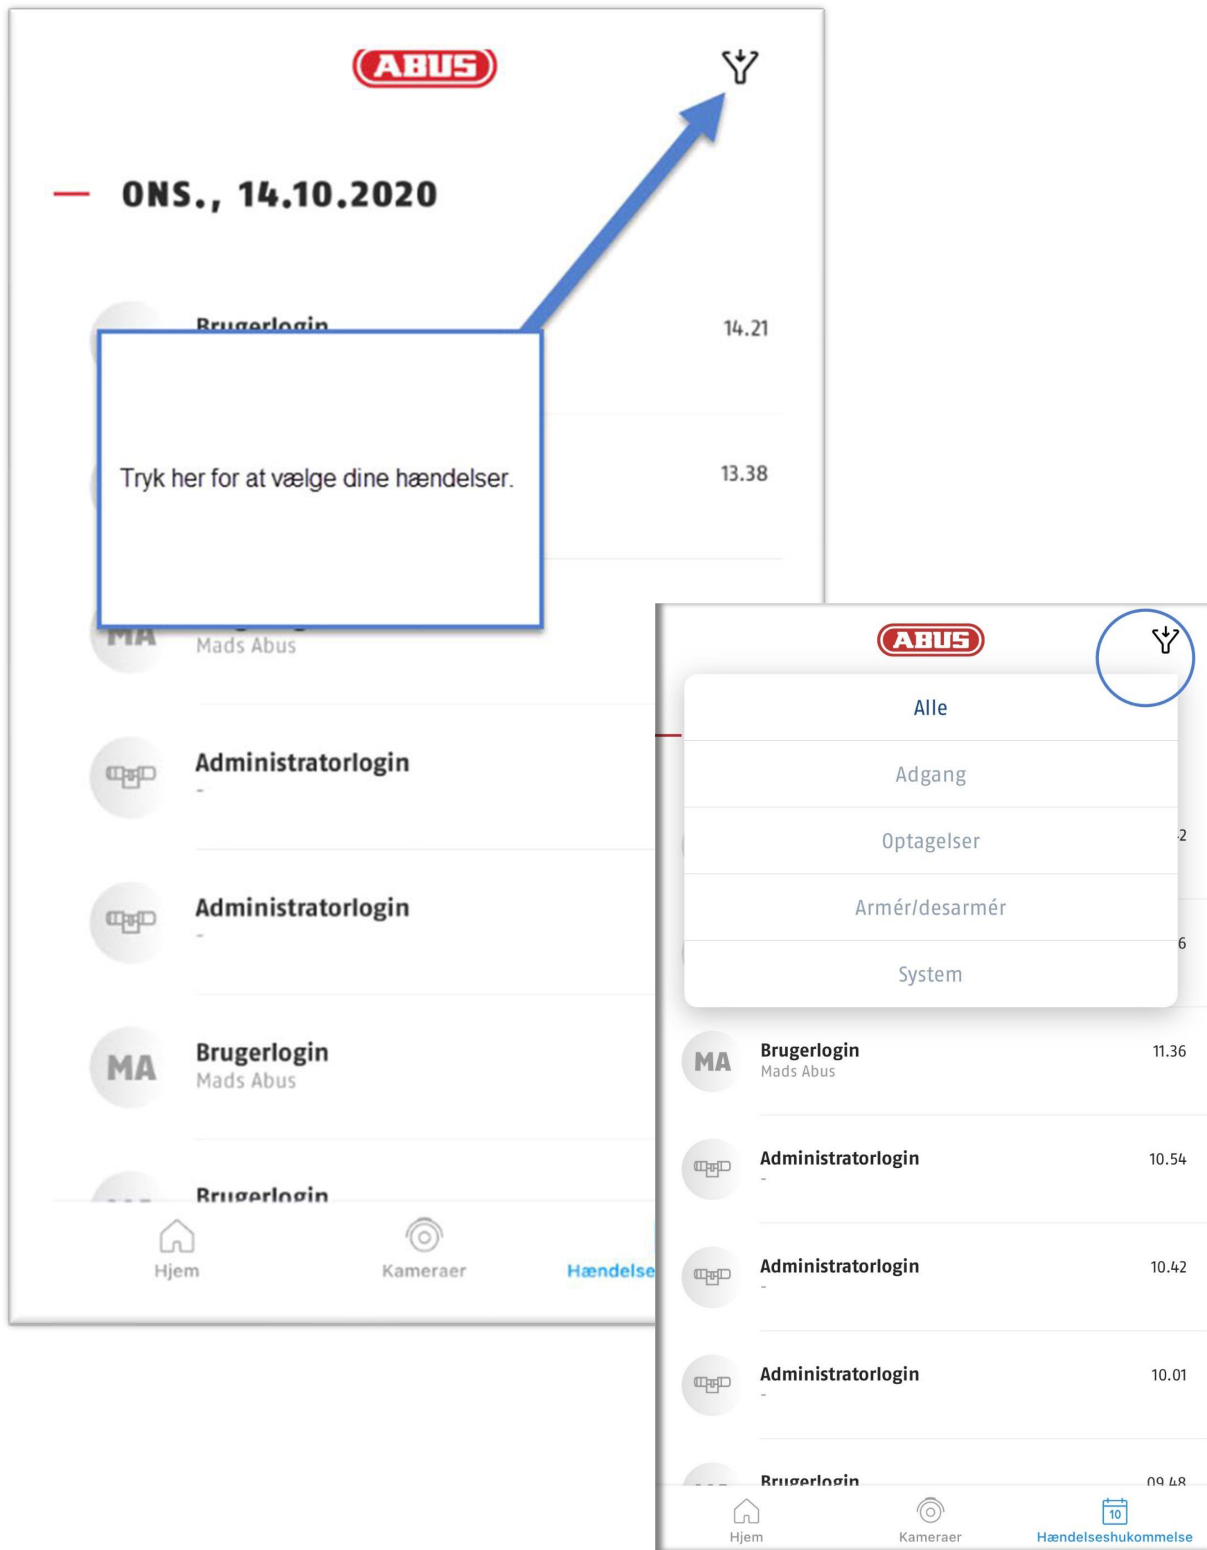 ABUS
ONS., 14.10.2020
Brugerlogin
14.21
Tryk her for at vælge dine hændelser.
13.38
MA
Mads Abus
Administratorlogin
-
Administratorlogin
-
MA
Brugerlogin
Mads Abus
Brugerlogin
Hjem
Kameraer
Hændelse
ABUS
Alle
Adgang
Optagelser
Armér/desarmér
System
2
6
MA
Brugerlogin
11.36
Mads Abus
Administratorlogin
10.54
-
Administratorlogin
10.42
-
Administratorlogin
10.01
-
Brugerlogin
09.48
10
Hjem
Kameraer
Hændelseshukommelse